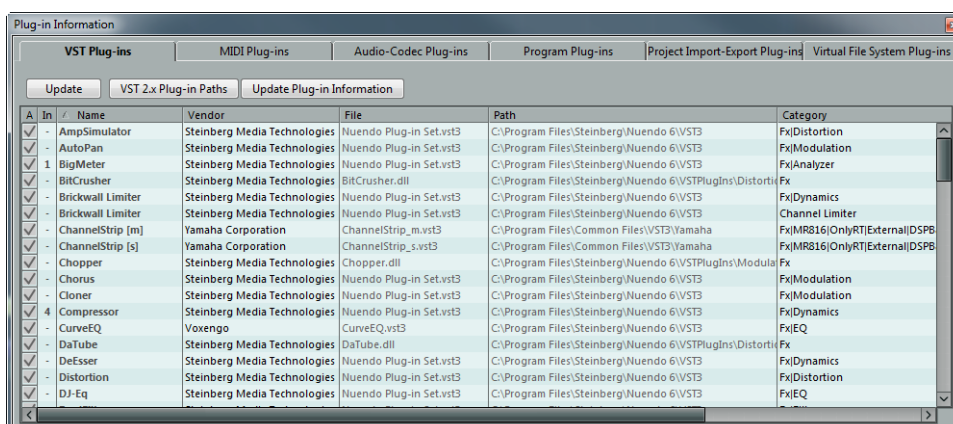 Plug-in Information
VST Plug-ins MIDI Plug-ins Audio-Codec Plug-ins Program Plug-ins Project Import-Export Plug-ins Virtual File System Plug-ins
Update VST 2.x Plug-in Paths Update Plug-in Information
A In Name Vendor File Path Category
- AmpSimulator Steinberg Media Technologies Nuendo Plug-in Set.vst3 C:\Program Files\Steinberg\Nuendo 6\VST3 Fx|Distortion
- AutoPan Steinberg Media Technologies Nuendo Plug-in Set.vst3 C:\Program Files\Steinberg\Nuendo 6\VST3 Fx|Modulation
1 BigMeter Steinberg Media Technologies Nuendo Plug-in Set.vst3 C:\Program Files\Steinberg\Nuendo 6\VST3 Fx|Analyzer
- BitCrusher Steinberg Media Technologies BitCrusher.dll C:\Program Files\Steinberg\Nuendo 6\VSTPlugIns\Distortic Fx
- Brickwall Limiter Steinberg Media Technologies Nuendo Plug-in Set.vst3 C:\Program Files\Steinberg\Nuendo 6\VST3 Fx|Dynamics
- Brickwall Limiter Steinberg Media Technologies Nuendo Plug-in Set.vst3 C:\Program Files\Steinberg\Nuendo 6\VST3 Channel Limiter
- ChannelStrip [m] Yamaha Corporation ChannelStrip_m.vst3 C:\Program Files\Common Files\VST3\Yamaha Fx|MR816|OnlyRT|External|DSPB
- ChannelStrip [s] Yamaha Corporation ChannelStrip_s.vst3 C:\Program Files\Common Files\VST3\Yamaha Fx|MR816|OnlyRT|External|DSPB
- Chopper Steinberg Media Technologies Chopper.dll C:\Program Files\Steinberg\Nuendo 6\VSTPlugIns\Modula Fx
- Chorus Steinberg Media Technologies Nuendo Plug-in Set.vst3 C:\Program Files\Steinberg\Nuendo 6\VST3 Fx|Modulation
- Cloner Steinberg Media Technologies Nuendo Plug-in Set.vst3 C:\Program Files\Steinberg\Nuendo 6\VST3 Fx|Modulation
4 Compressor Steinberg Media Technologies Nuendo Plug-in Set.vst3 C:\Program Files\Steinberg\Nuendo 6\VST3 Fx|Dynamics
- CurveEQ Voxengo CurveEQ.vst3 C:\Program Files\Steinberg\Nuendo 6\VST3 Fx|EQ
- DaTube Steinberg Media Technologies DaTube.dll C:\Program Files\Steinberg\Nuendo 6\VSTPlugIns\Distortic Fx
- DeEsser Steinberg Media Technologies Nuendo Plug-in Set.vst3 C:\Program Files\Steinberg\Nuendo 6\VST3 Fx|Dynamics
- Distortion Steinberg Media Technologies Nuendo Plug-in Set.vst3 C:\Program Files\Steinberg\Nuendo 6\VST3 Fx|Distortion
- DJ-Eq Steinberg Media Technologies Nuendo Plug-in Set.vst3 C:\Program Files\Steinberg\Nuendo 6\VST3 Fx|EQ